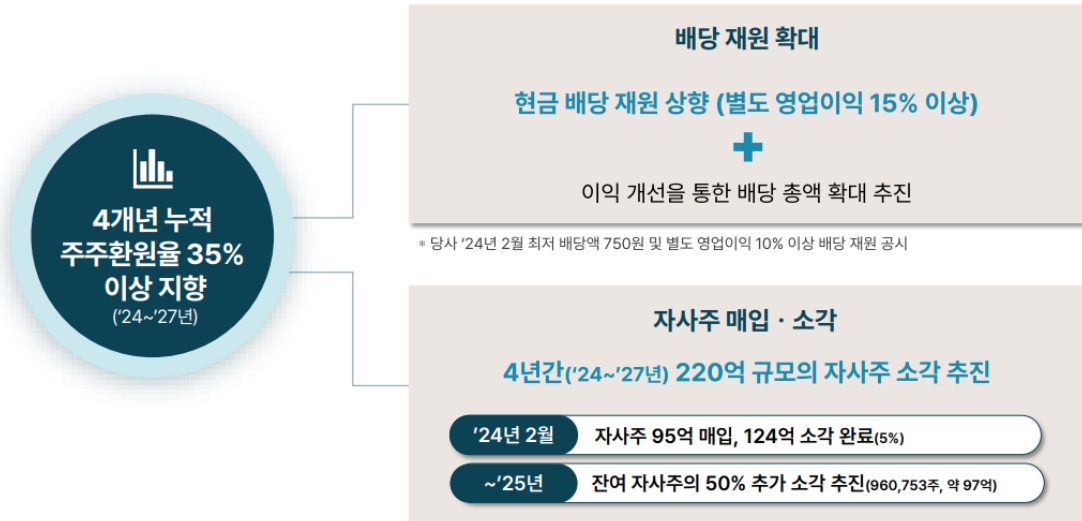 4개년 누적
주주환원율 35%
이상 지향
(‘24~’27년)
배당 재원 확대
현금 배당 재원 상향 (별도 영업이익 15% 이상)
+
이익 개선을 통한 배당 총액 확대 추진
* 당사 ‘24년 2월 최저 배당액 750원 및 별도 영업이익 10% 이상 배당 재원 공시
자사주 매입 · 소각
4년간(‘24~’27년) 220억 규모의 자사주 소각 추진
’24년 2월 자사주 95억 매입, 124억 소각 완료(5%)
~’25년 잔여 자사주의 50% 추가 소각 추진(960,753주, 약 97억)